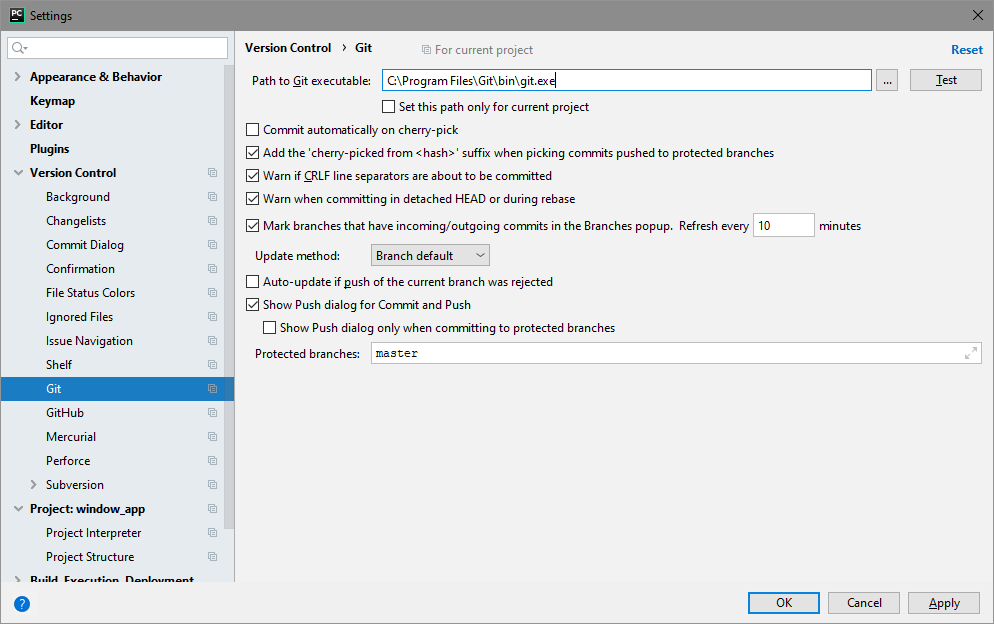 PC Settings
Appearance & Behavior
Keymap
Editor
Plugins
Version Control
Background
Changelists
Commit Dialog
Confirmation
File Status Colors
Ignored Files
Issue Navigation
Shelf
Git
GitHub
Mercurial
Perforce
Subversion
Project: window_app
Project Interpreter
Project Structure
Build, Execution, Deployment
?
Version Control › Git For current project Reset
Path to Git executable: C:\Program Files\Git\bin\git.exe ... Test
Set this path only for current project
Commit automatically on cherry-pick
Add the 'cherry-picked from <hash>' suffix when picking commits pushed to protected branches
Warn if CRLF line separators are about to be committed
Warn when committing in detached HEAD or during rebase
Mark branches that have incoming/outgoing commits in the Branches popup. Refresh every 10 minutes
Update method: Branch default
Auto-update if push of the current branch was rejected
Show Push dialog for Commit and Push
Show Push dialog only when committing to protected branches
Protected branches: master
OK Cancel Apply